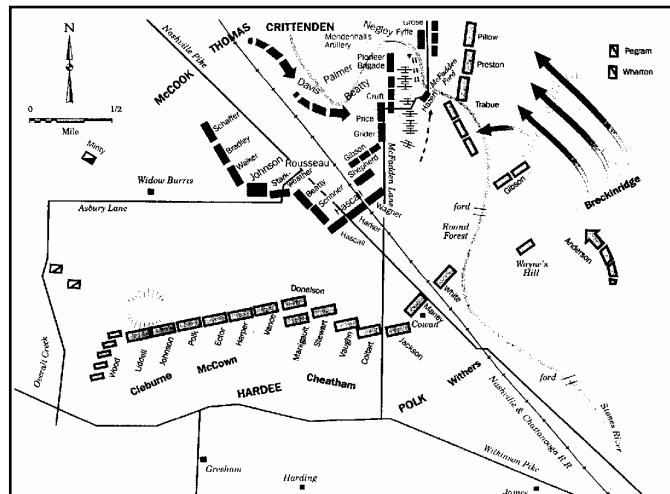 N
0 1/2
Mile
Nashville Pike
THOMAS
CRITTENDEN
McCOOK
Mendenhall's
Artillery
Negley
Grose
Fyffe
Pioneer
Brigade
Palmer
Beatty
Davis
Cruft
Hazen
McFadden Ford
Price
Grider
Pillow
Preston
Trabue
Pegram
Wharton
Minty
Schaffer
Bradley
Walker
Johnson
Stark-
weather
Rousseau
Beatty
Scribner
Gibson
Shepherd
Hascall
Hascall
Harker
Wagner
McFadden Lane
Gibson
Breckinridge
Anderson
Wayne's
Hill
ford
Round
Forest
Widow Burris
Asbury Lane
Overall Creek
Wood
Liddell
Johnson
Polk
Ector
Harper
Vance
Donelson
Manigault
Stewart
Vaughn
Coltart
Jackson
Maney
White
Cowan
Cleburne
McCown
HARDEE
Cheatham
POLK
Withers
Nashville & Chattanooga R.R.
ford
Stones River
Wilkinson Pike
Gresham
Harding
James